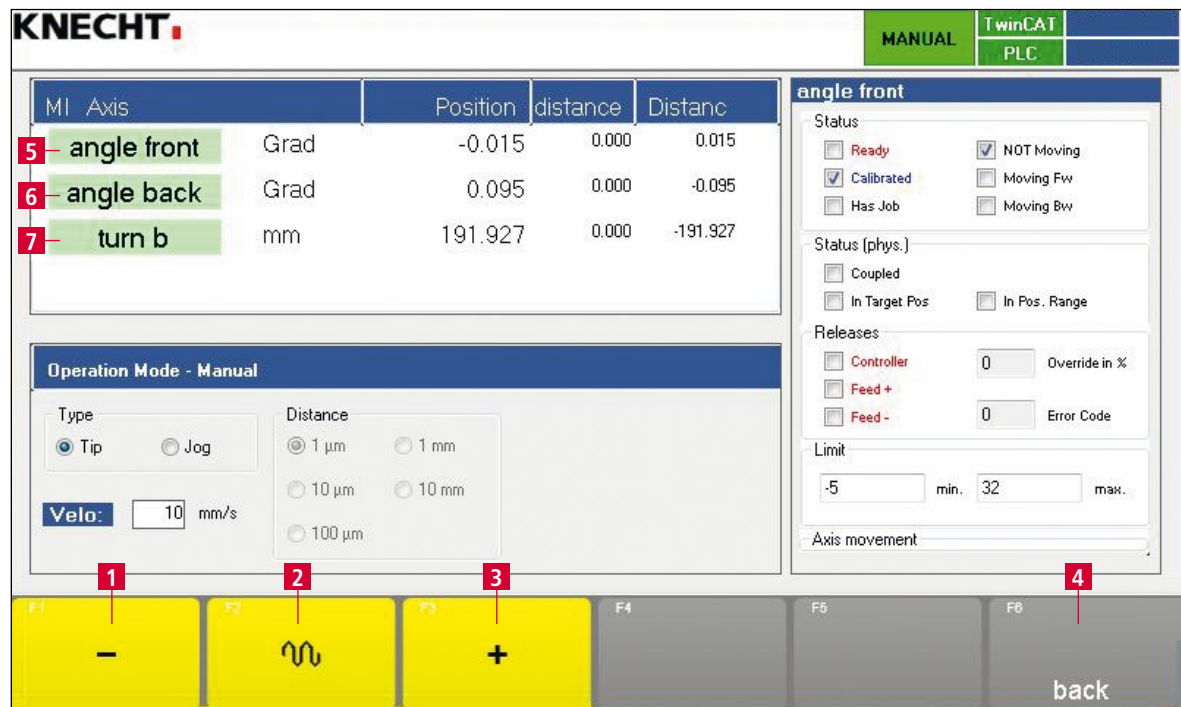 KNECHT
MANUAL
TwinCAT
PLC
MI Axis Position distance Distanc
5 angle front Grad -0.015 0.000 0.015
6 angle back Grad 0.095 0.000 -0.095
7 turn b mm 191.927 0.000 -191.927
angle front
Status
Ready NOT Moving
Calibrated Moving Fw
Has Job Moving Bw
Status (phys.)
Coupled
In Target Pos In Pos. Range
Releases
Controller 0 Override in %
Feed +
Feed - 0 Error Code
Limit
-5 min. 32 max.
Axis movement
Operation Mode - Manual
Type
Tip Jog
Velo: 10 mm/s
Distance
1 µm 1 mm
10 µm 10 mm
100 µm
1 2 3 4
F1 F2 F3 F4 F5 F6
- +
back